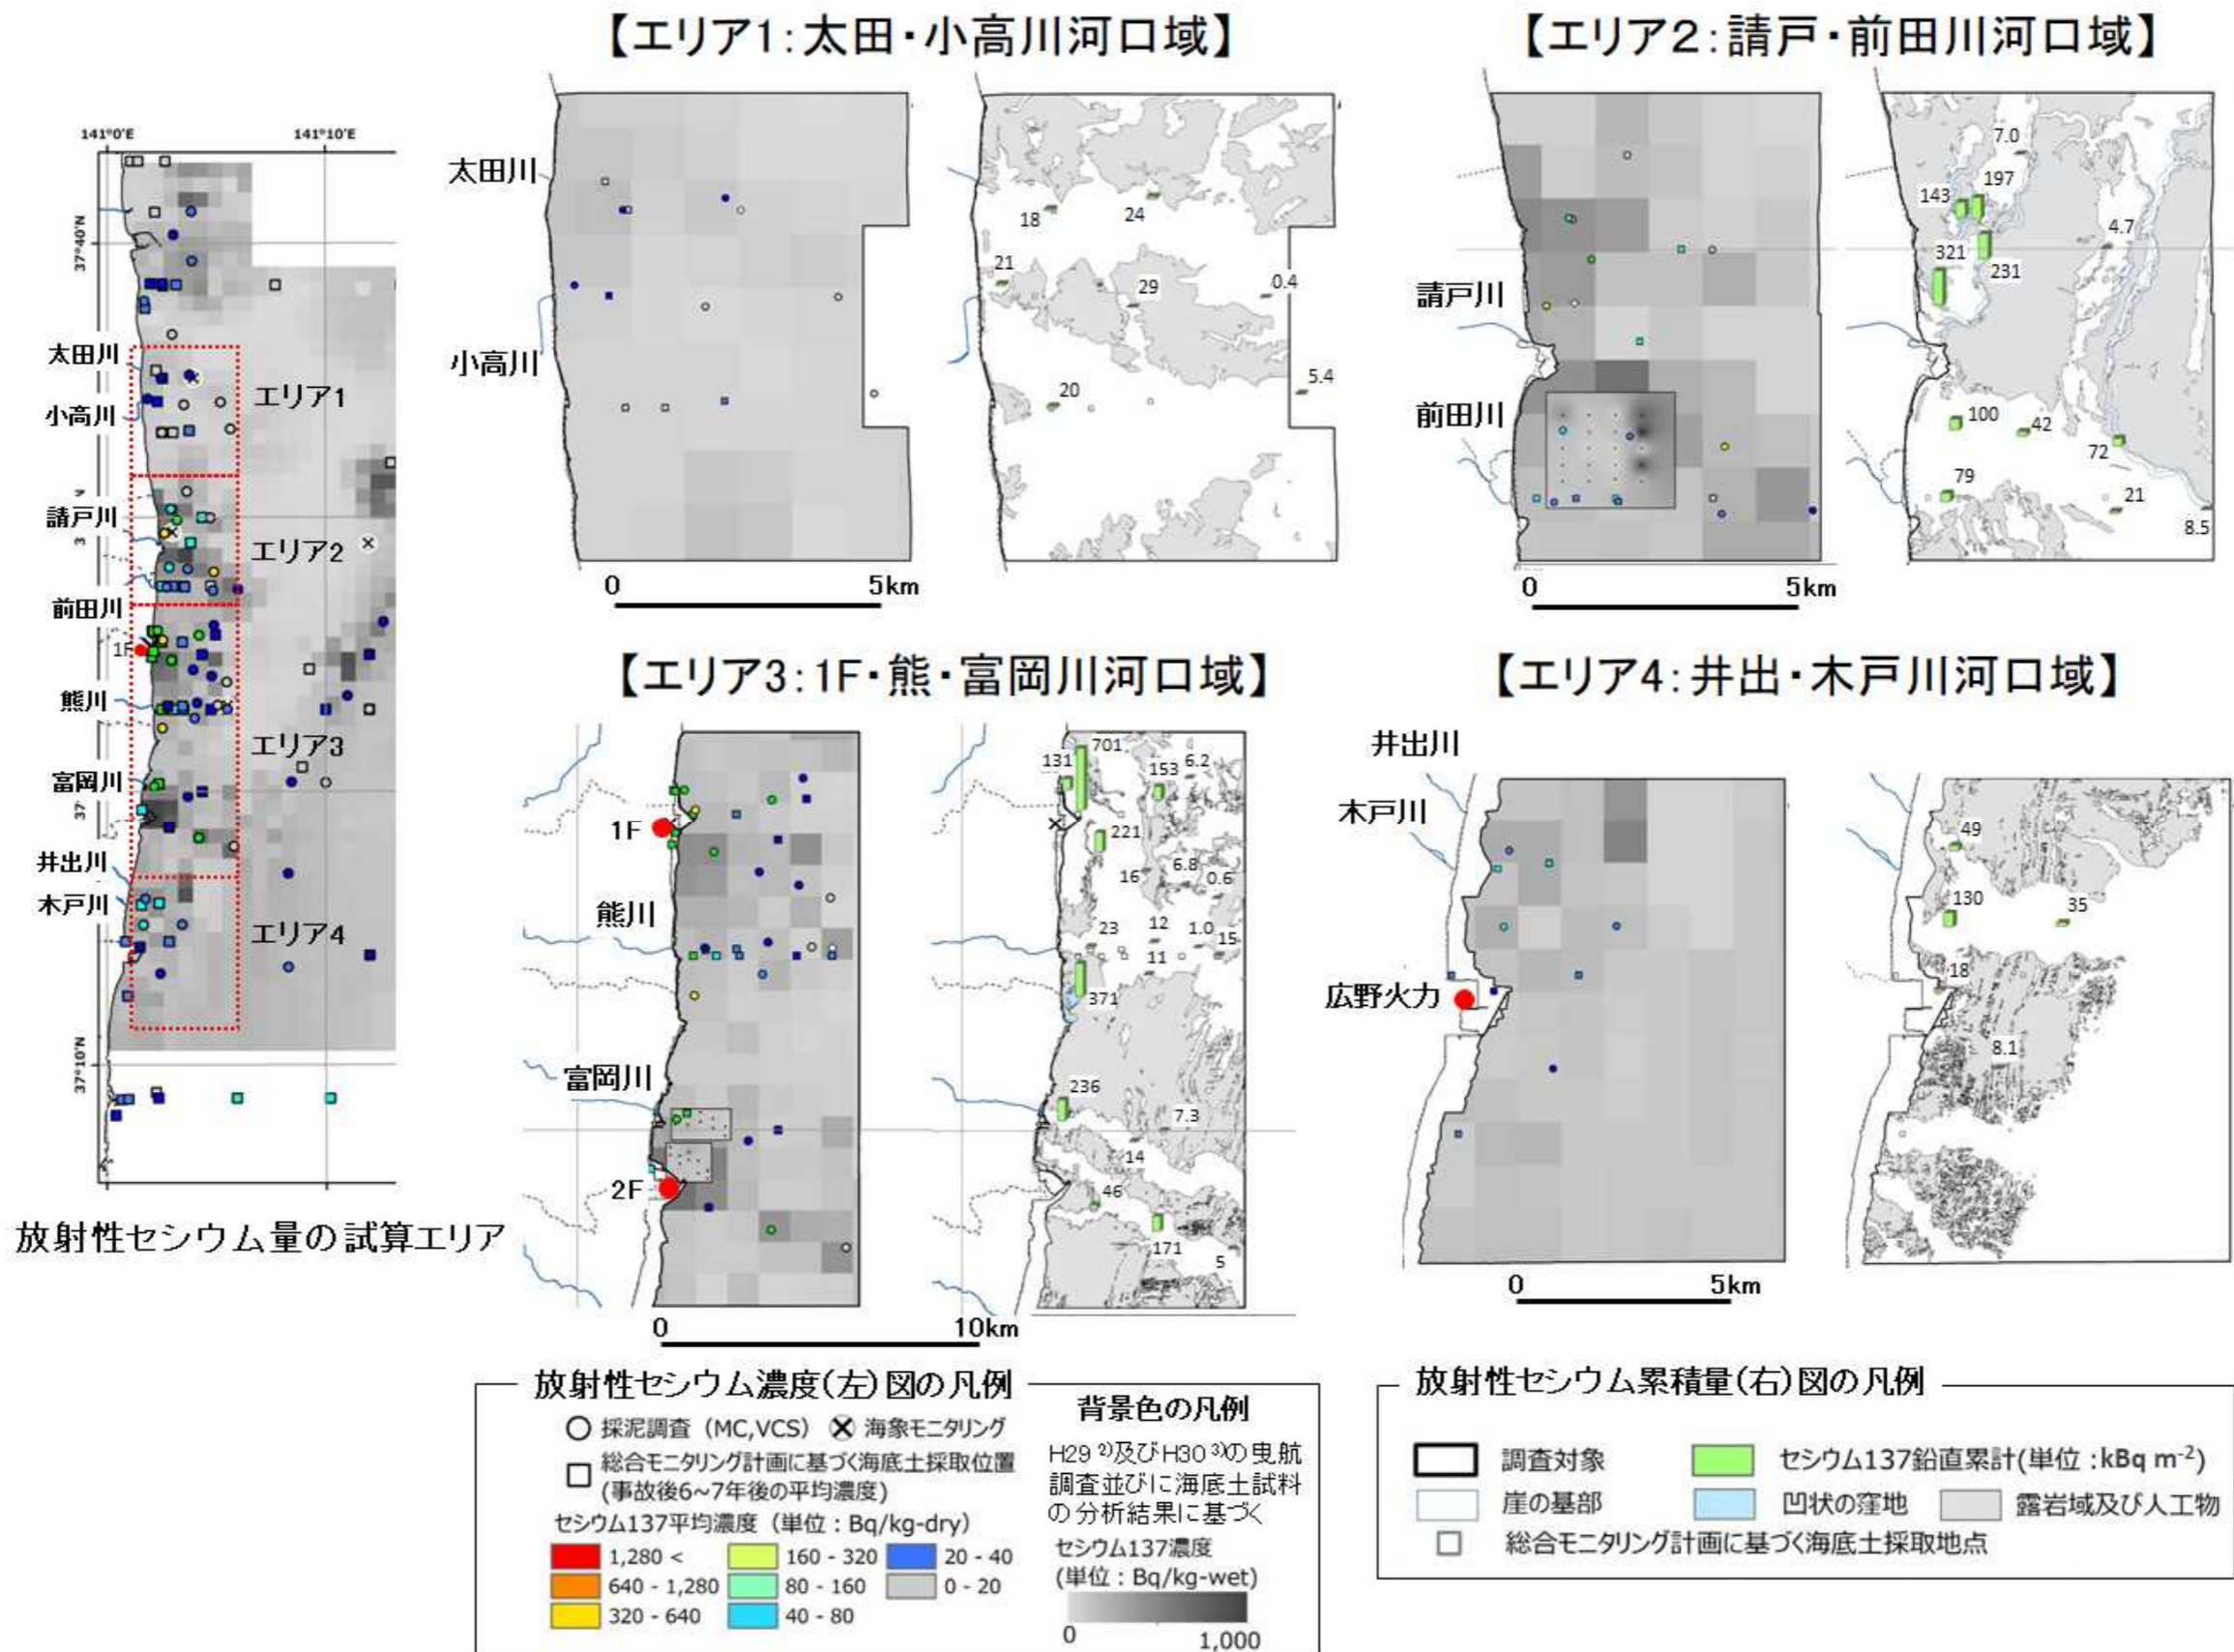 【エリア1:太田・小高川河口域】
【エリア2:請戸・前田川河口域】
141°0'E
141°10'E
37°40'N
太田川
小高川
請戸川
前田川
1F
熊川
富岡川
井出川
木戸川
37°10'N
エリア1
エリア2
エリア3
エリア4
放射性セシウム量の試算エリア
太田川
小高川
0
5km
18
24
21
29
0.4
20
5.4
請戸川
前田川
0
5km
7.0
143
197
4.7
321
231
100
42
72
79
21
8.5
【エリア3:1F・熊・富岡川河口域】
【エリア4:井出・木戸川河口域】
1F
熊川
富岡川
2F
0
10km
701
131
153
6.2
221
16
6.8
0.6
23
12
1.0
15
11
371
236
7.3
14
46
171
5
井出川
木戸川
広野火力
0
5km
49
130
35
18
8.1
放射性セシウム濃度(左)図の凡例
採泥調査（MC,VCS）
海象モニタリング
総合モニタリング計画に基づく海底土採取位置
(事故後6~7年後の平均濃度)
セシウム137平均濃度（単位：Bq/kg-dry）
1,280 <
160 - 320
20 - 40
640 - 1,280
80 - 160
0 - 20
320 - 640
40 - 80
背景色の凡例
H29 2)及びH30 3)の曳航
調査並びに海底土試料
の分析結果に基づく
セシウム137濃度
(単位：Bq/kg-wet)
0
1,000
放射性セシウム累積量(右)図の凡例
調査対象
セシウム137鉛直累計(単位：kBq m-2)
崖の基部
凹状の窪地
露岩域及び人工物
総合モニタリング計画に基づく海底土採取地点